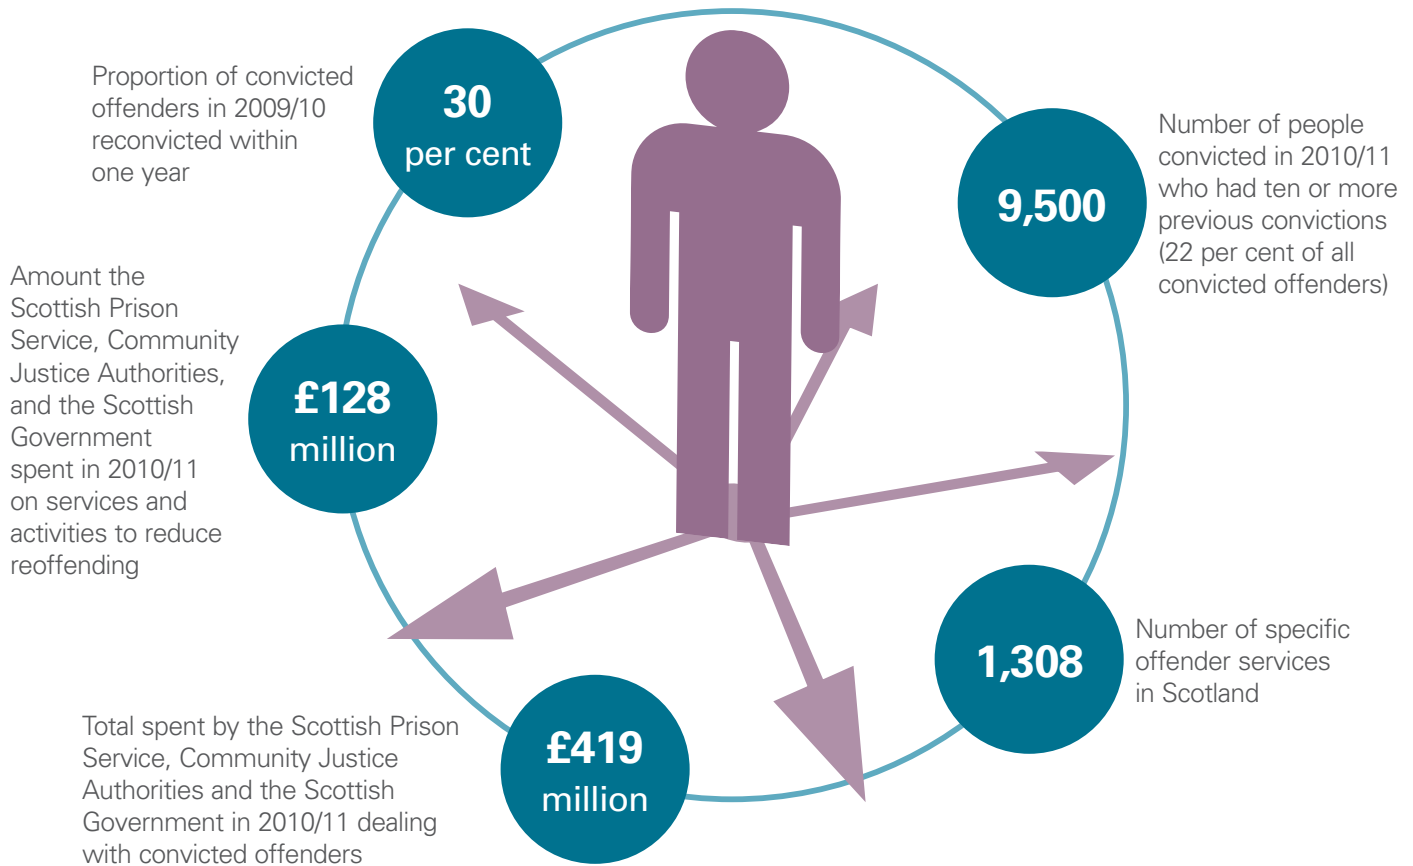 Proportion of convicted
offenders in 2009/10
reconvicted within
one year
30
per cent
9,500
Number of people
convicted in 2010/11
who had ten or more
previous convictions
(22 per cent of all
convicted offenders)
Amount the
Scottish Prison
Service, Community
Justice Authorities,
and the Scottish
Government
spent in 2010/11
on services and
activities to reduce
reoffending
£128
million
1,308
Number of specific
offender services
in Scotland
Total spent by the Scottish Prison
Service, Community Justice
Authorities and the Scottish
Government in 2010/11 dealing
with convicted offenders
£419
million